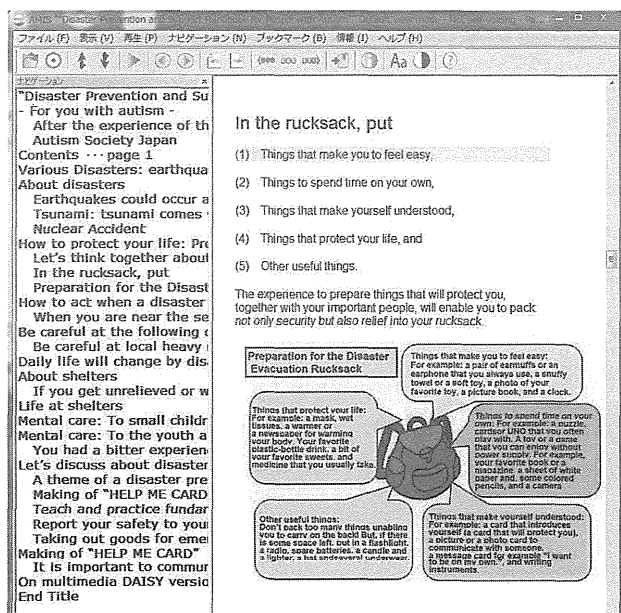 AMIS "Disaster Prevention and
ファイル (F) 表示 (V) 再生 (P) ナビゲーション (N) ブックマーク (B) 情報 (I) ヘルプ (H)
Aa
ナビゲーション
"Disaster Prevention and Su
- For you with autism -
After the experience of th
Autism Society Japan
Contents ··· page 1
Various Disasters: earthqua
About disasters
Earthquakes could occur a
Tsunami: tsunami comes
Nuclear Accident
How to protect your life: Pre
Let's think together about
In the rucksack, put
Preparation for the Disast
How to act when a disaster
When you are near the se
Be careful at the following
Be careful at local heavy
Daily life will change by dis
About shelters
If you get unrelieved or w
Life at shelters
Mental care: To small childr
Mental care: To the youth a
You had a bitter experien
Let's discuss about disaster
A theme of a disaster pre
Making of "HELP ME CARD
Teach and practice fundar
Report your safety to you
Taking out goods for eme
Making of "HELP ME CARD"
It is important to commur
On multimedia DAISY versio
End Title
In the rucksack, put
(1) Things that make you to feel easy,
(2) Things to spend time on your own,
(3) Things that make yourself understood,
(4) Things that protect your life, and
(5) Other useful things.
The experience to prepare things that will protect you,
together with your important people, will enable you to pack
not only security but also relief into your rucksack.
Preparation for the Disaster
Evacuation Rucksack
Things that make you to feel easy:
For example: a pair of earmuffs or an
earphone that you always use, a snuffy
towel or a soft toy, a photo of your
favorite toy, a picture book, and a clock.
Things that protect your life:
For example: a mask, wet
tissues, a warmer or
a newspaper for warming
your body. Your favorite
plastic-bottle drink, a bit of
your favorite sweets, and
medicine that you usually take.
Things to spend time on your
own: For example: a puzzle,
cardsor UNO that you often
play with. A toy or a game
that you can enjoy without
power supply. For example,
your favorite book or a
magazine, a sheet of white
paper and, some colored
pencils, and a camera
Other useful things:
Don't pack too many things unabling
you to carry on the back! But, if there
is some space left, put in a flashlight,
a radio, spare batteries, a candle and
a lighter, a hat andseveral underwear.
Things that make yourself understood:
For example: a card that introduces
yourself (a card that will protect you),
a picture or a photo card to
communicate with someone,
a message card for example "I want
to be on my own.", and writing
instruments.